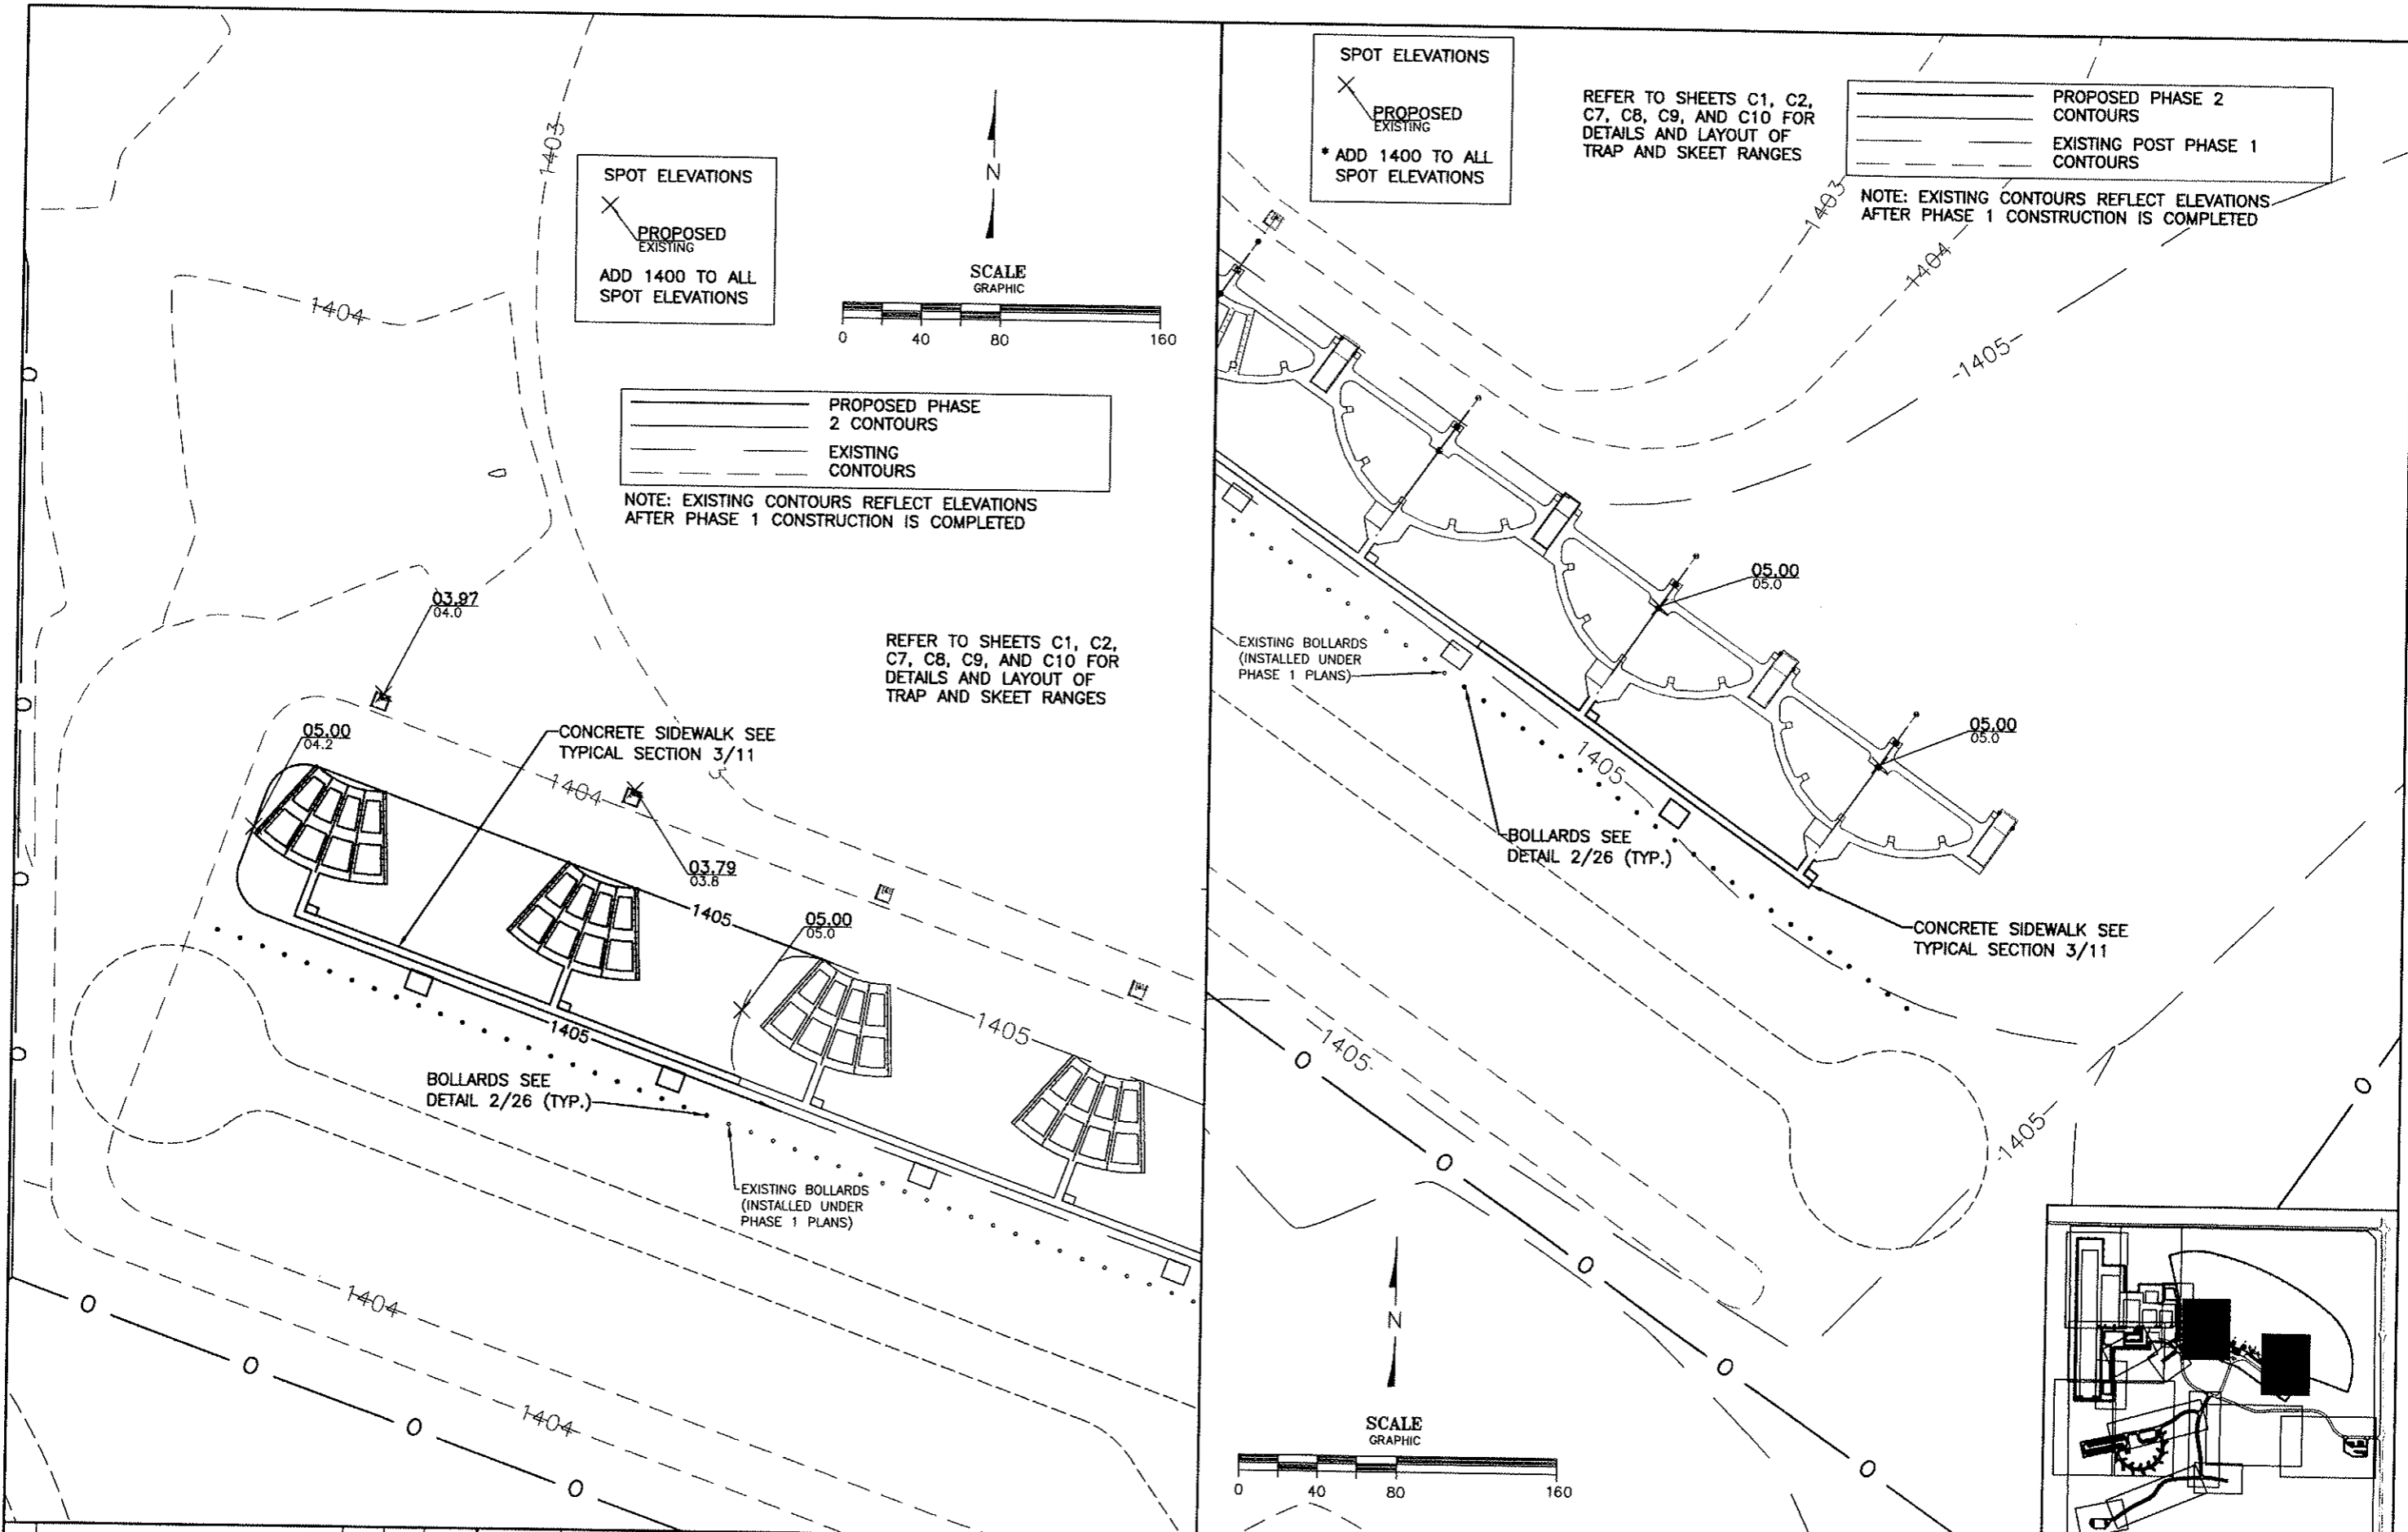 1403
SPOT ELEVATIONS
PROPOSED
EXISTING
ADD 1400 TO ALL
SPOT ELEVATIONS
N
SCALE
GRAPHIC
0 40 80 160
1404
PROPOSED PHASE
2 CONTOURS
EXISTING
CONTOURS
NOTE: EXISTING CONTOURS REFLECT ELEVATIONS
AFTER PHASE 1 CONSTRUCTION IS COMPLETED
03.97
04.0
REFER TO SHEETS C1, C2,
C7, C8, C9, AND C10 FOR
DETAILS AND LAYOUT OF
TRAP AND SKEET RANGES
05.00
04.2
CONCRETE SIDEWALK SEE
TYPICAL SECTION 3/11
3
1404
03.79
03.8
1405
05.00
05.0
1405
1405
BOLLARDS SEE
DETAIL 2/26 (TYP.)
EXISTING BOLLARDS
(INSTALLED UNDER
PHASE 1 PLANS)
1404
1404
O
O
O
O
SPOT ELEVATIONS
PROPOSED
EXISTING
* ADD 1400 TO ALL
SPOT ELEVATIONS
REFER TO SHEETS C1, C2,
C7, C8, C9, AND C10 FOR
DETAILS AND LAYOUT OF
TRAP AND SKEET RANGES
PROPOSED PHASE 2
CONTOURS
EXISTING POST PHASE 1
CONTOURS
NOTE: EXISTING CONTOURS REFLECT ELEVATIONS
AFTER PHASE 1 CONSTRUCTION IS COMPLETED
1403
1404
1405
05.00
05.0
EXISTING BOLLARDS
(INSTALLED UNDER
PHASE 1 PLANS)
05.00
05.0
1405
BOLLARDS SEE
DETAIL 2/26 (TYP.)
CONCRETE SIDEWALK SEE
TYPICAL SECTION 3/11
1405
1405
O
O
O
O
O
O
N
SCALE
GRAPHIC
0 40 80 160